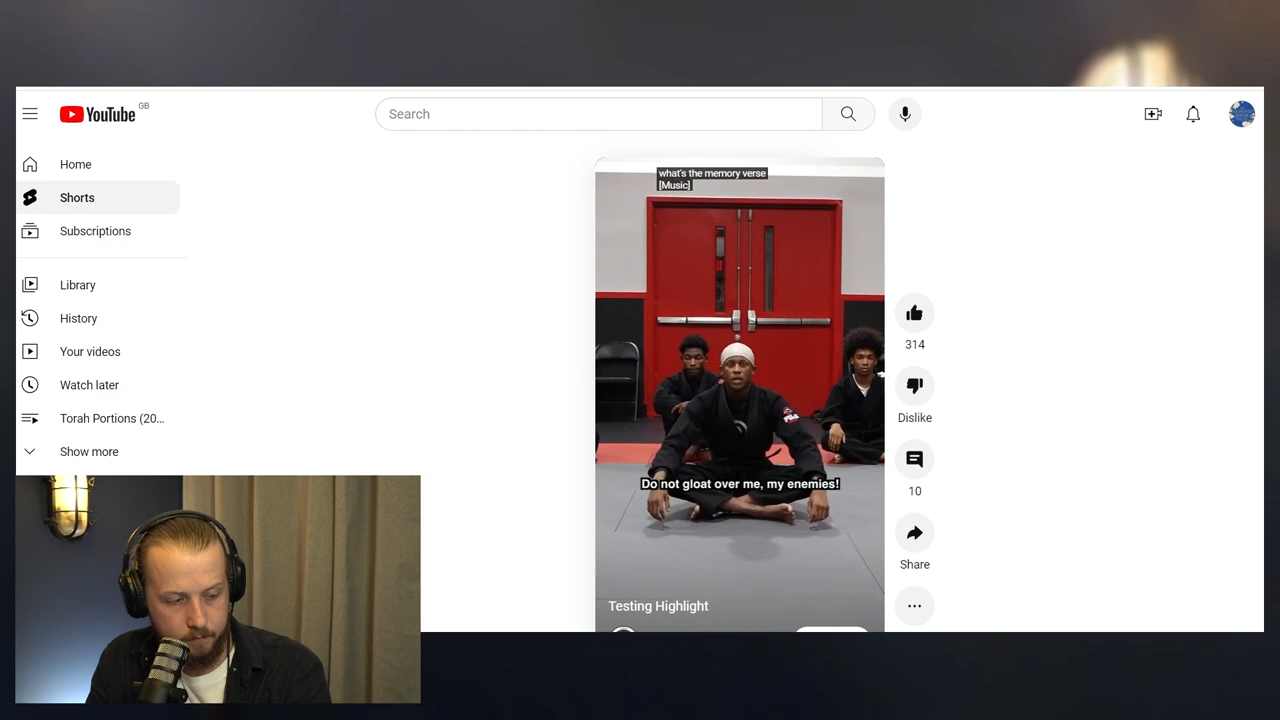 YouTube GB
Search
Home
Shorts
Subscriptions
Library
History
Your videos
Watch later
Torah Portions (20...
Show more
what's the memory verse
[Music]
Do not gloat over me, my enemies!
Testing Highlight
314
Dislike
10
Share